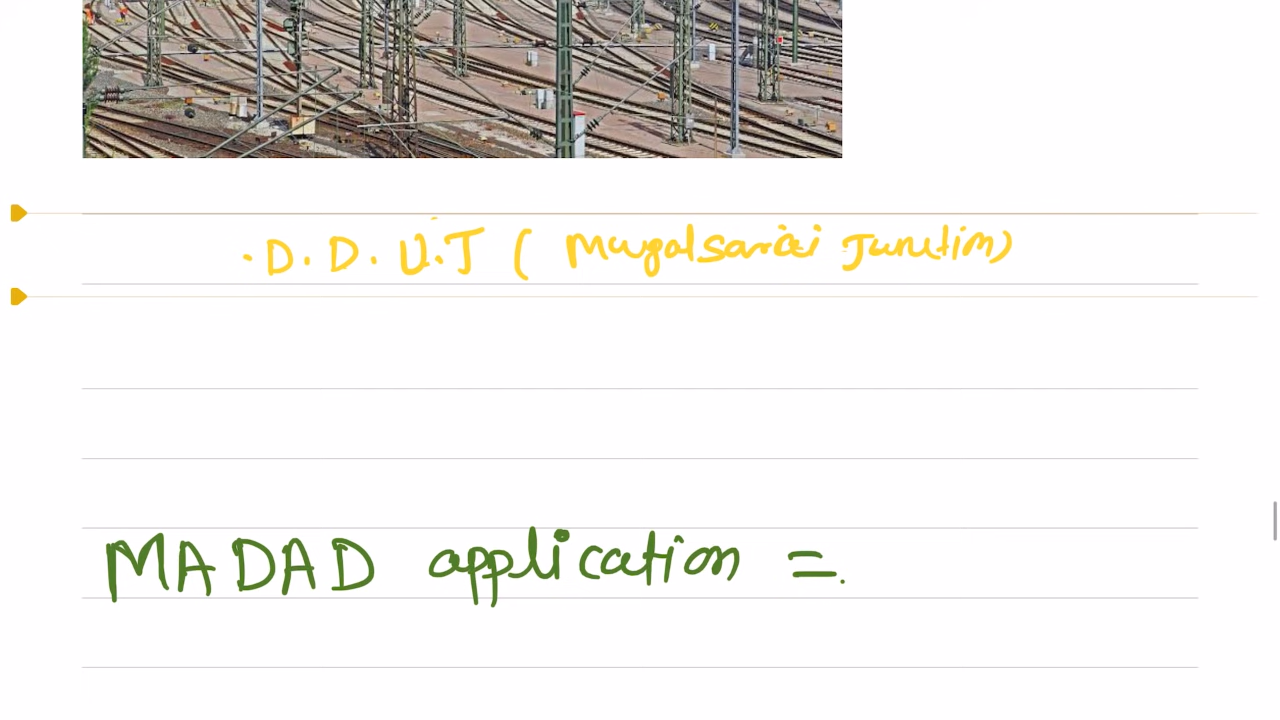 . D. D. U. J ( Mugalsarai Junction)
MADAD application =.